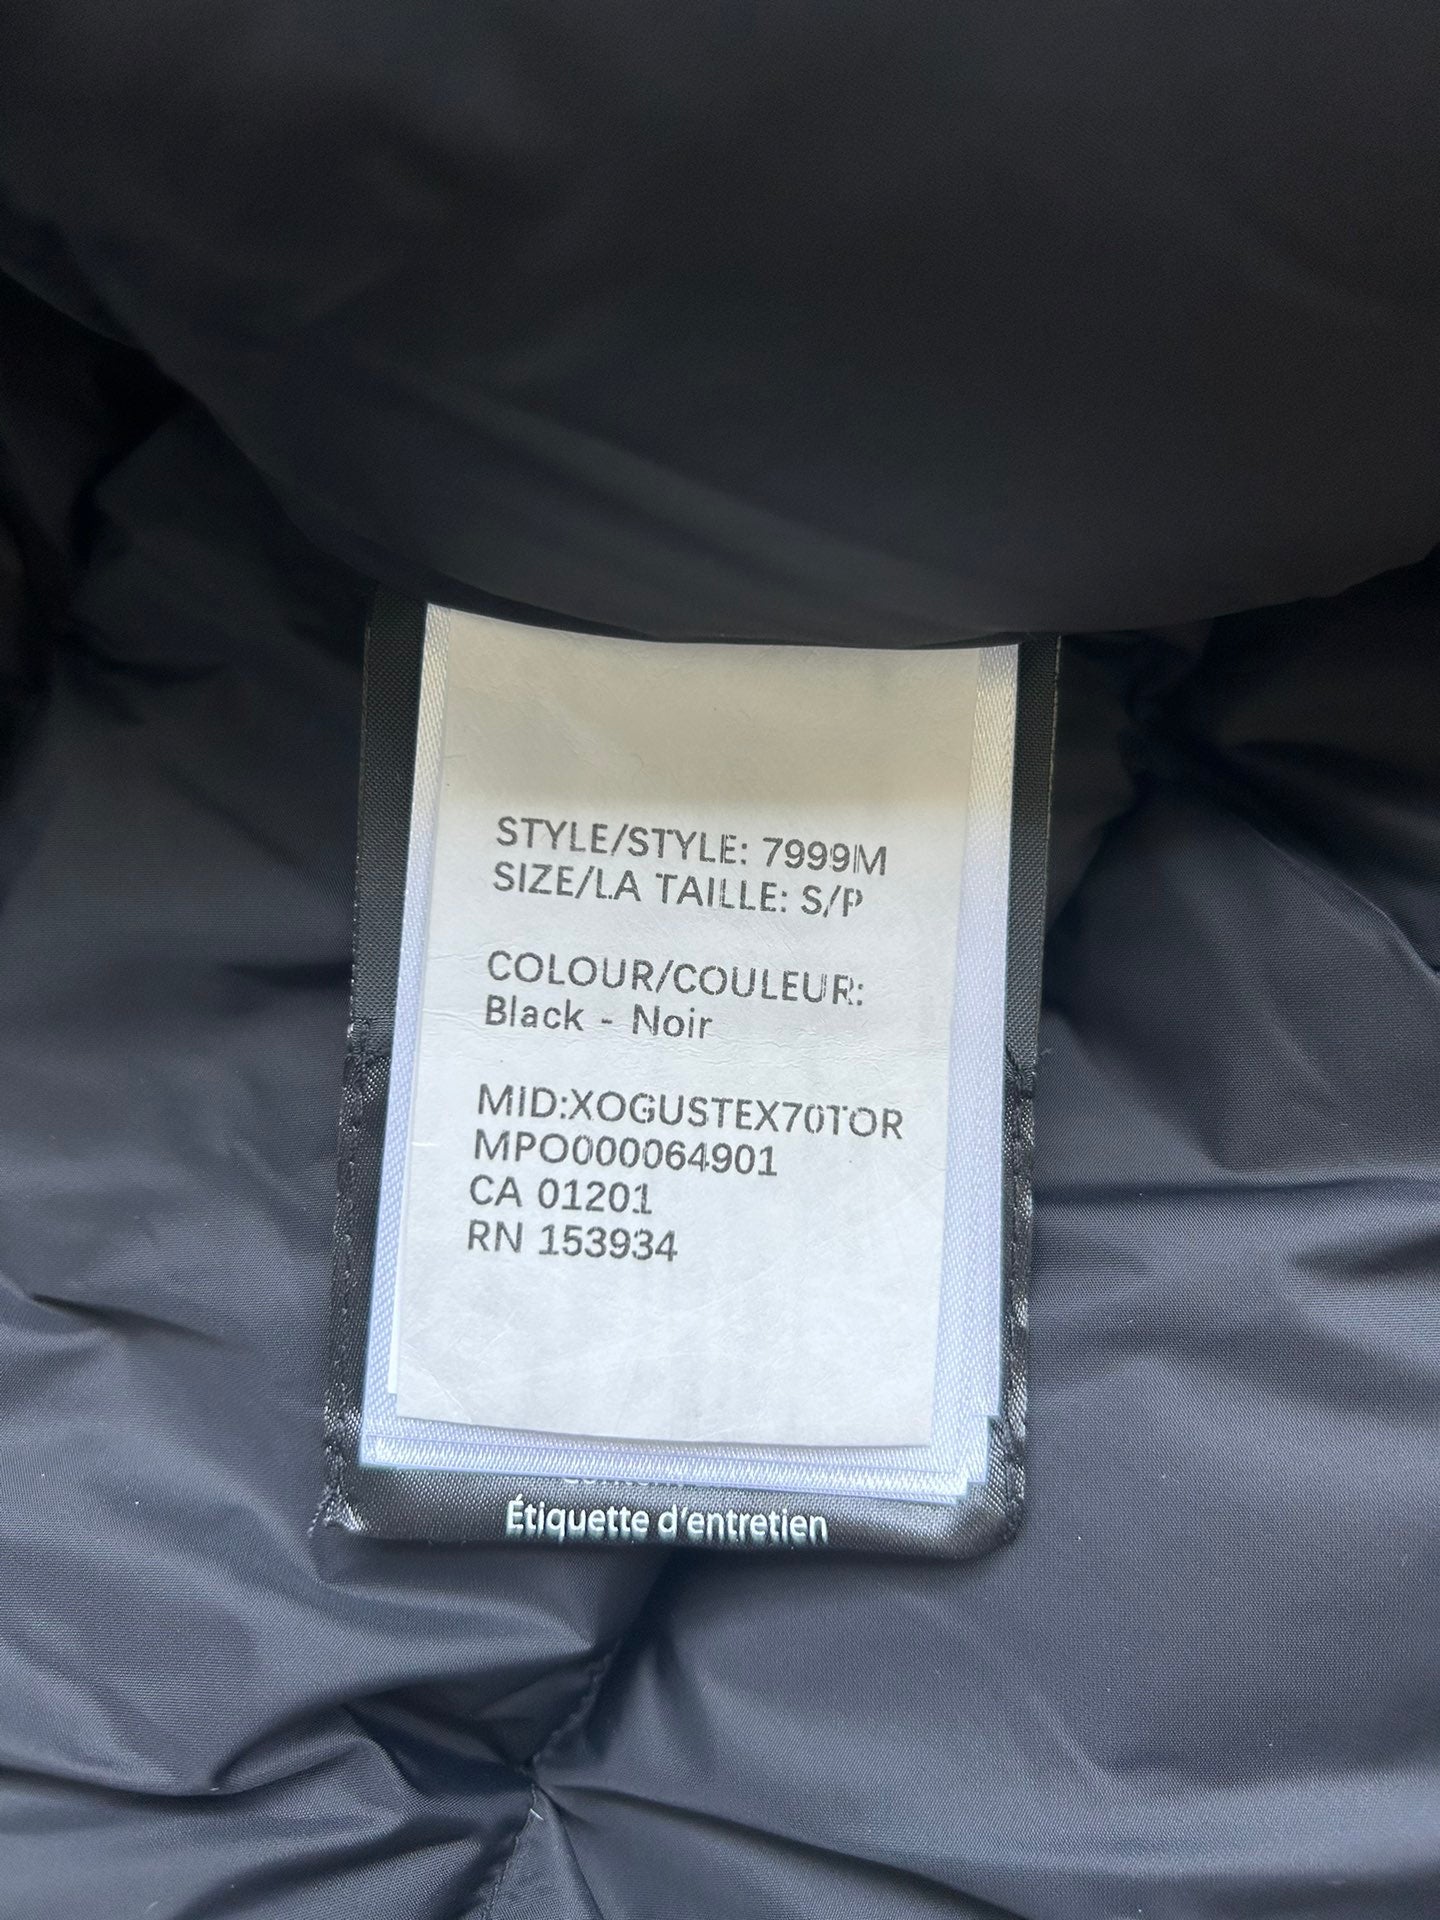 STYLE/STYLE: 7999M
SIZE/LA TAILLE: S/P
COLOUR/COULEUR:
Black - Noir
MID:XOGUSTEX70TOR
MPO000064901
CA 01201
RN 153934
Étiquette d'entretien